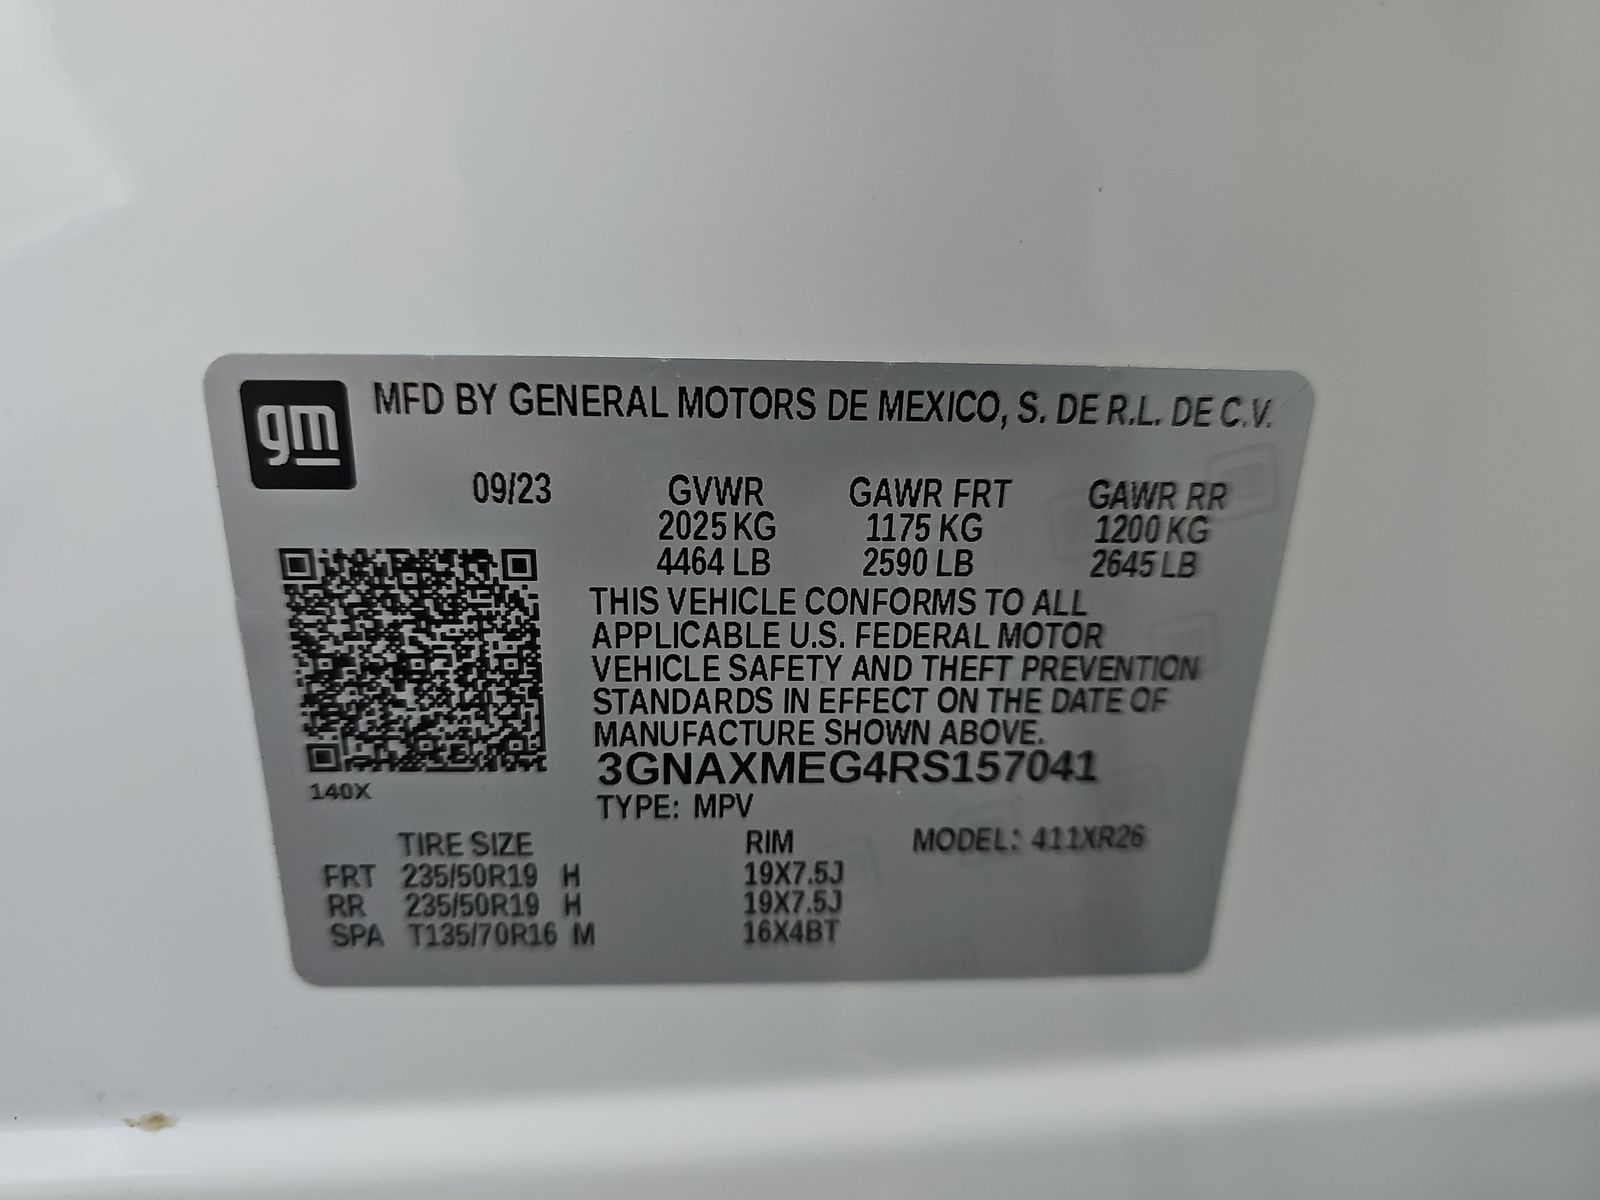 gm
MFD BY GENERAL MOTORS DE MEXICO, S. DE R.L. DE C.V.
09/23 GVWR GAWR FRT GAWR RR
2025 KG 1175 KG 1200 KG
4464 LB 2590 LB 2645 LB
THIS VEHICLE CONFORMS TO ALL
APPLICABLE U.S. FEDERAL MOTOR
VEHICLE SAFETY AND THEFT PREVENTION
STANDARDS IN EFFECT ON THE DATE OF
MANUFACTURE SHOWN ABOVE.
3GNAXMEG4RS157041
140X
TYPE: MPV
TIRE SIZE RIM MODEL: 411XR26
FRT 235/50R19 H 19X7.5J
RR 235/50R19 H 19X7.5J
SPA T135/70R16 M 16X4BT